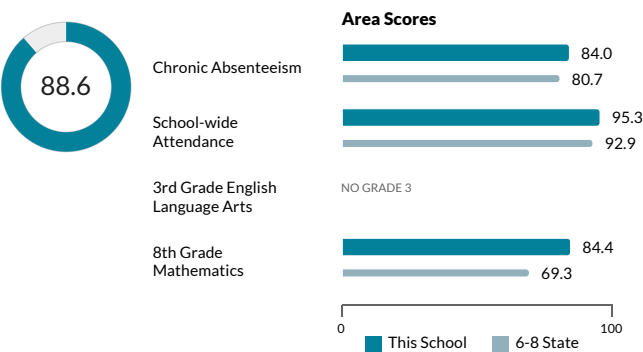 Area Scores
88.6
Chronic Absenteeism
84.0
80.7
School-wide
Attendance
95.3
92.9
3rd Grade English
Language Arts
NO GRADE 3
8th Grade
Mathematics
84.4
69.3
0
100
This School
6-8 State